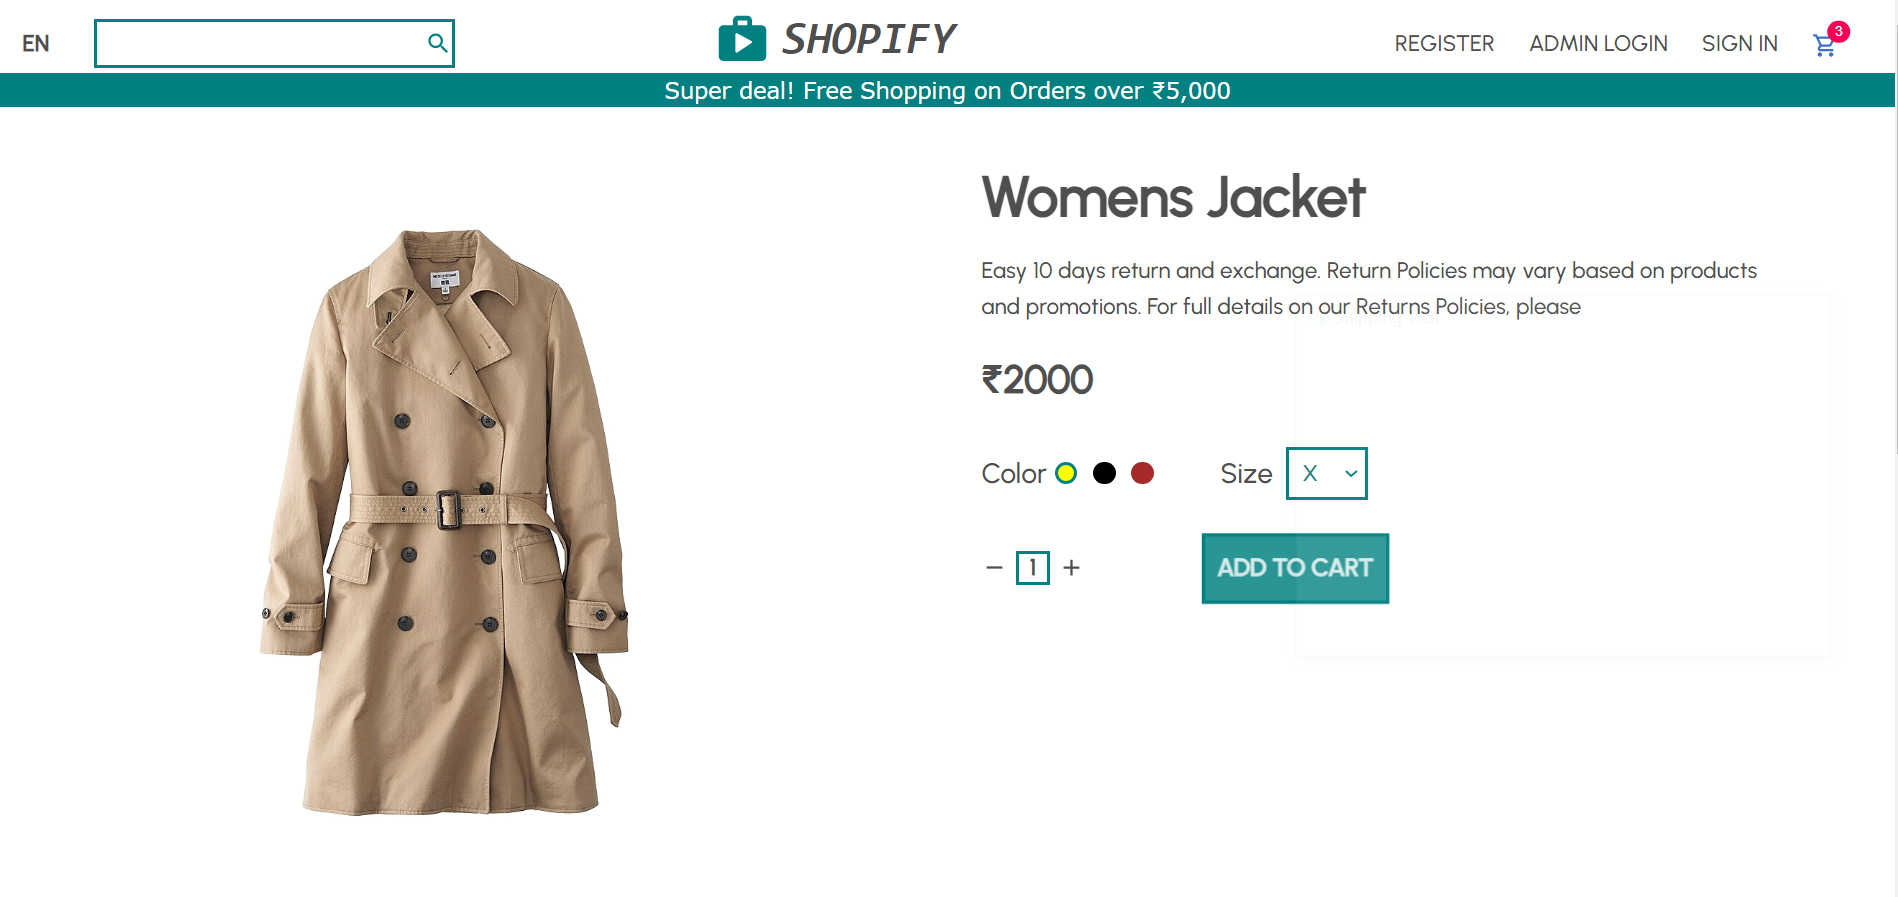 EN
SHOPIFY
REGISTER ADMIN LOGIN SIGN IN 3
Super deal! Free Shopping on Orders over ₹5,000
Womens Jacket
Easy 10 days return and exchange. Return Policies may vary based on products
and promotions. For full details on our Returns Policies, please
₹2000
Color Size X
− 1 +
ADD TO CART